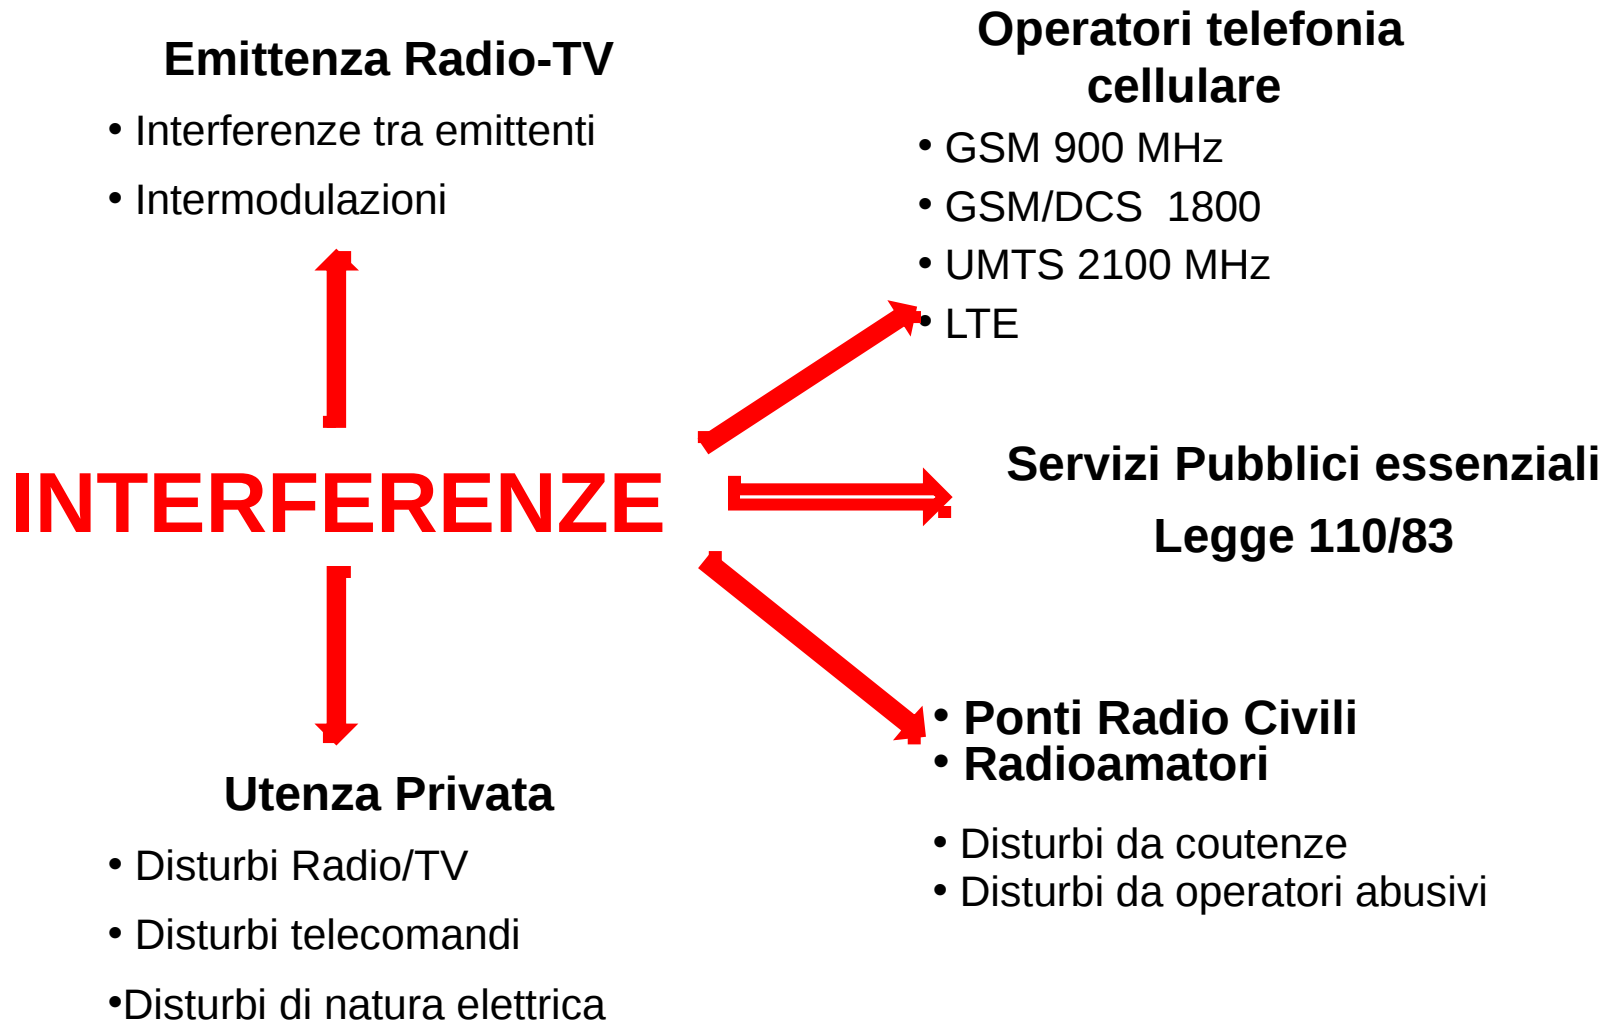 Emittenza Radio-TV
• Interferenze tra emittenti
• Intermodulazioni
Operatori telefonia
cellulare
• GSM 900 MHz
• GSM/DCS  1800
• UMTS 2100 MHz
• LTE
INTERFERENZE
Servizi Pubblici essenziali
Legge 110/83
• Ponti Radio Civili
• Radioamatori
• Disturbi da coutenze
• Disturbi da operatori abusivi
Utenza Privata
• Disturbi Radio/TV
• Disturbi telecomandi
•Disturbi di natura elettrica